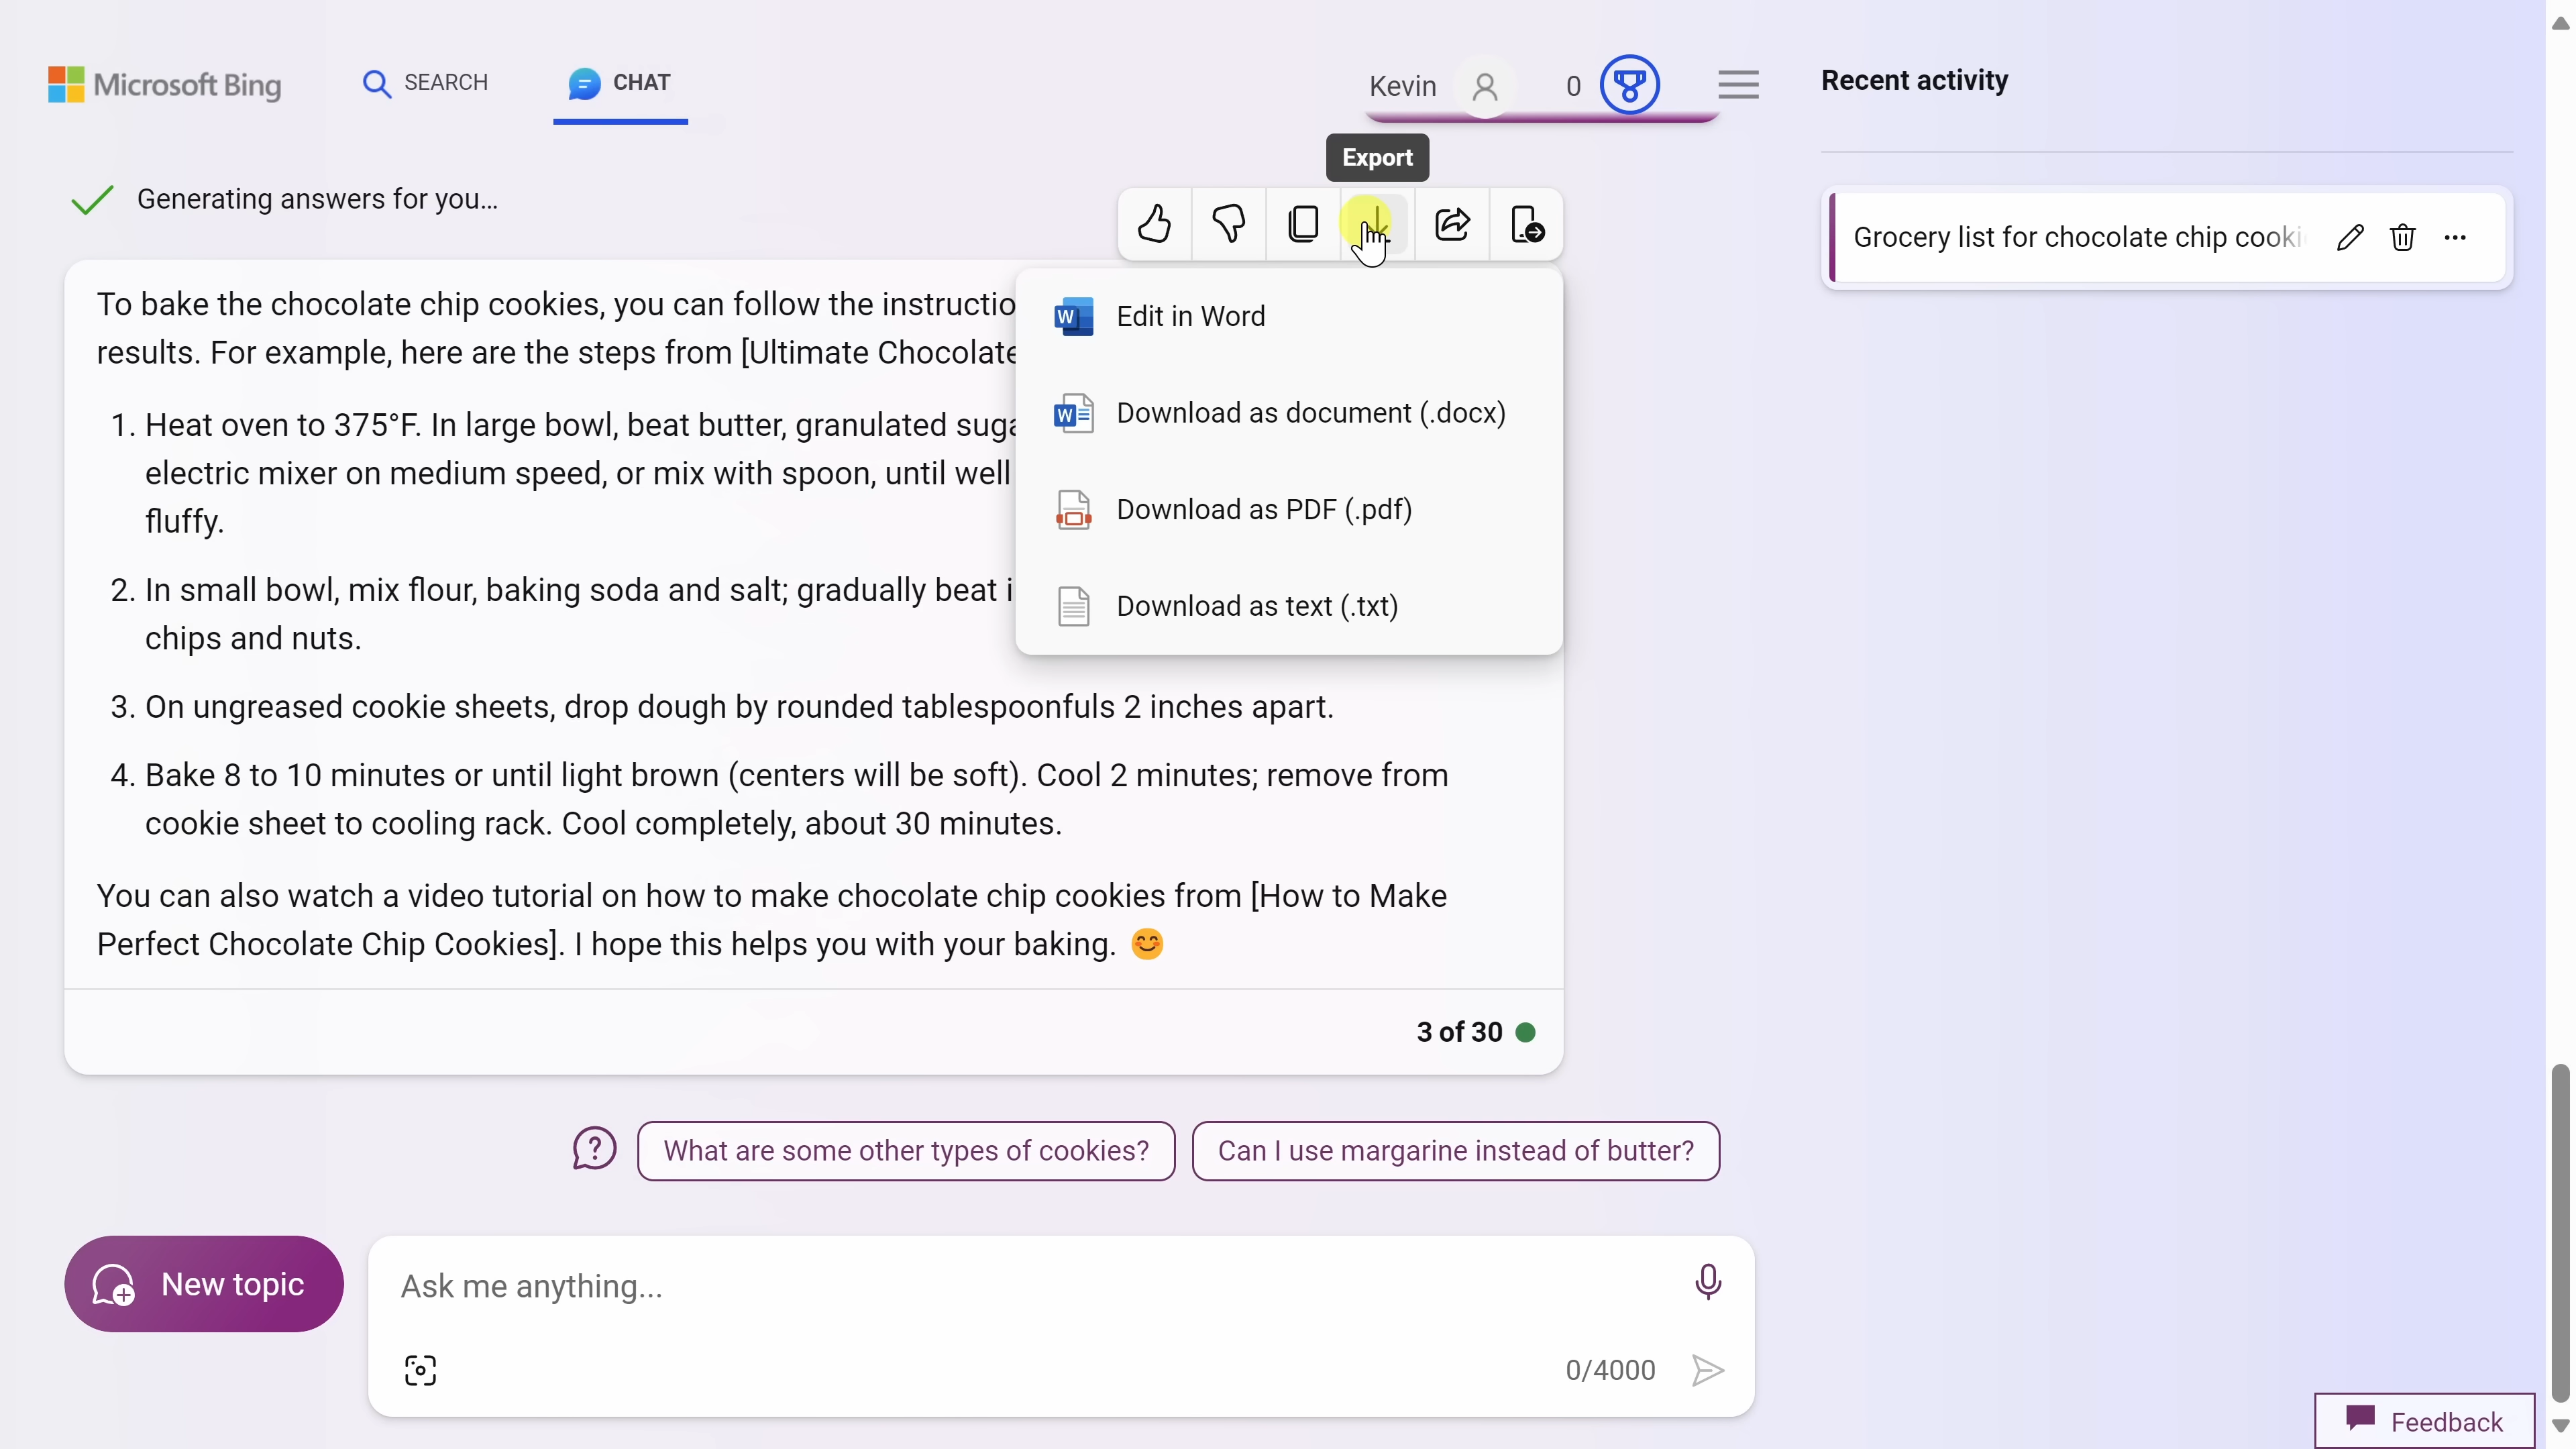 Microsoft Bing
SEARCH
CHAT
Kevin
0
Recent activity
Export
Generating answers for you...
Grocery list for chocolate chip cooki
To bake the chocolate chip cookies, you can follow the instructio
results. For example, here are the steps from [Ultimate Chocolate
1. Heat oven to 375°F. In large bowl, beat butter, granulated suga
electric mixer on medium speed, or mix with spoon, until well
fluffy.
2. In small bowl, mix flour, baking soda and salt; gradually beat i
chips and nuts.
Edit in Word
Download as document (.docx)
Download as PDF (.pdf)
Download as text (.txt)
3. On ungreased cookie sheets, drop dough by rounded tablespoonfuls 2 inches apart.
4. Bake 8 to 10 minutes or until light brown (centers will be soft). Cool 2 minutes; remove from
cookie sheet to cooling rack. Cool completely, about 30 minutes.
You can also watch a video tutorial on how to make chocolate chip cookies from [How to Make
Perfect Chocolate Chip Cookies]. I hope this helps you with your baking. 😊
3 of 30
What are some other types of cookies?
Can I use margarine instead of butter?
New topic
Ask me anything...
0/4000
Feedback